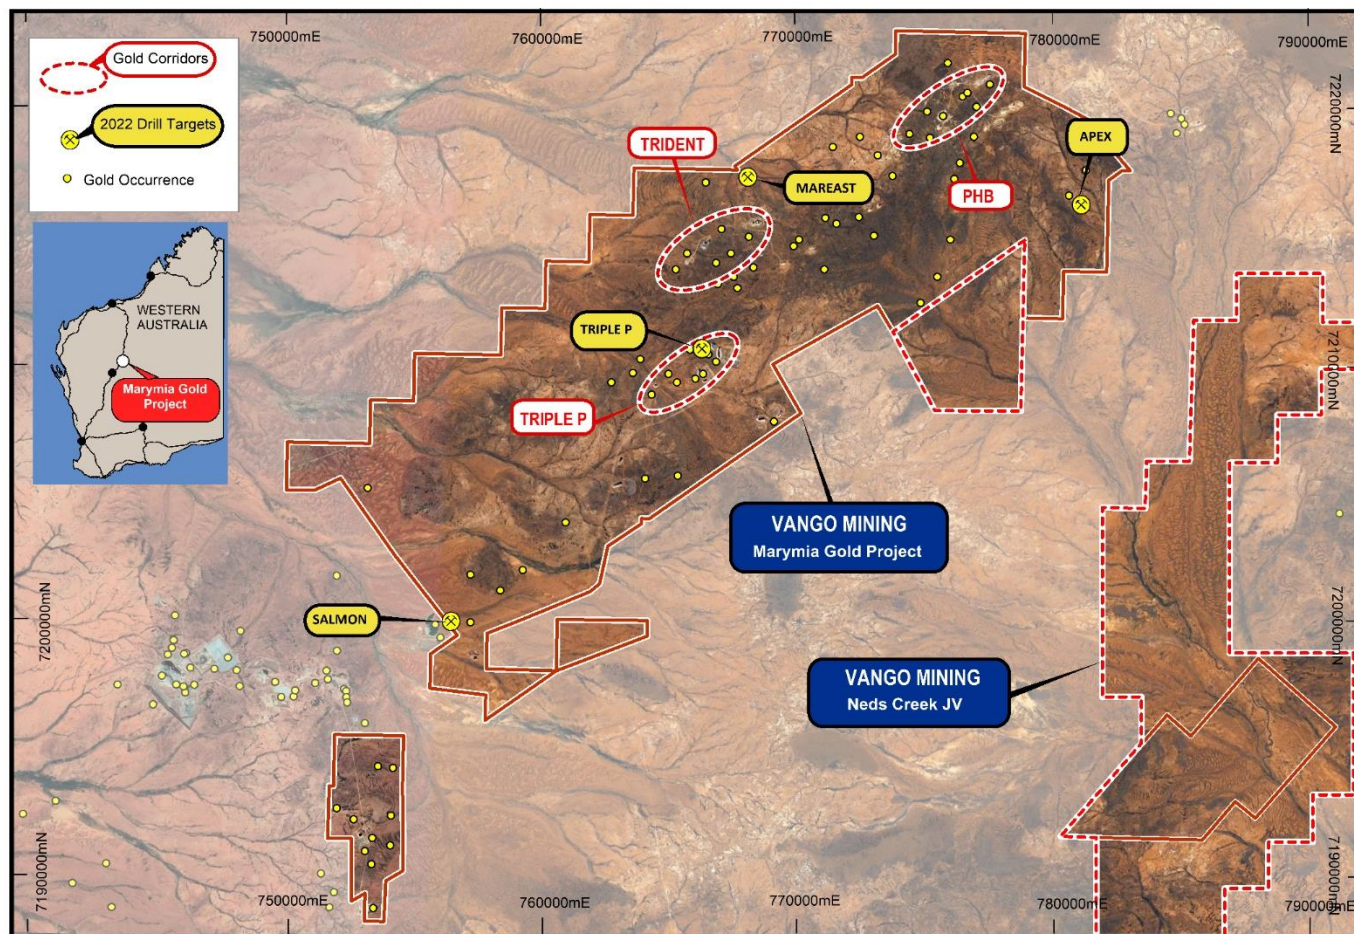 750000mE
760000mE
770000mE
780000mE
790000mE
Gold Corridors
2022 Drill Targets
Gold Occurrence
WESTERN
AUSTRALIA
Marymia Gold
Project
TRIDENT
MAREAST
PHB
APEX
7220000mN
TRIPLE P
TRIPLE P
7210000mN
VANGO MINING
Marymia Gold Project
SALMON
7200000mN
7200000mN
VANGO MINING
Neds Creek JV
7190000mN
7190000mN
750000mE
760000mE
770000mE
780000mE
790000mE